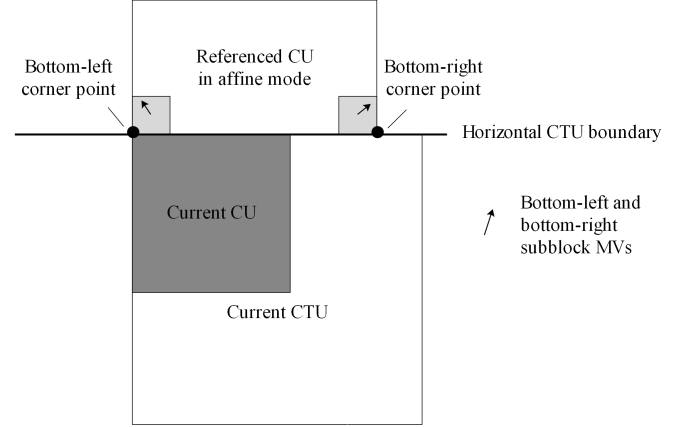 Referenced CU
in affine mode
Bottom-left
corner point
Bottom-right
corner point
Horizontal CTU boundary
Current CU
Bottom-left and
bottom-right
subblock MVs
Current CTU